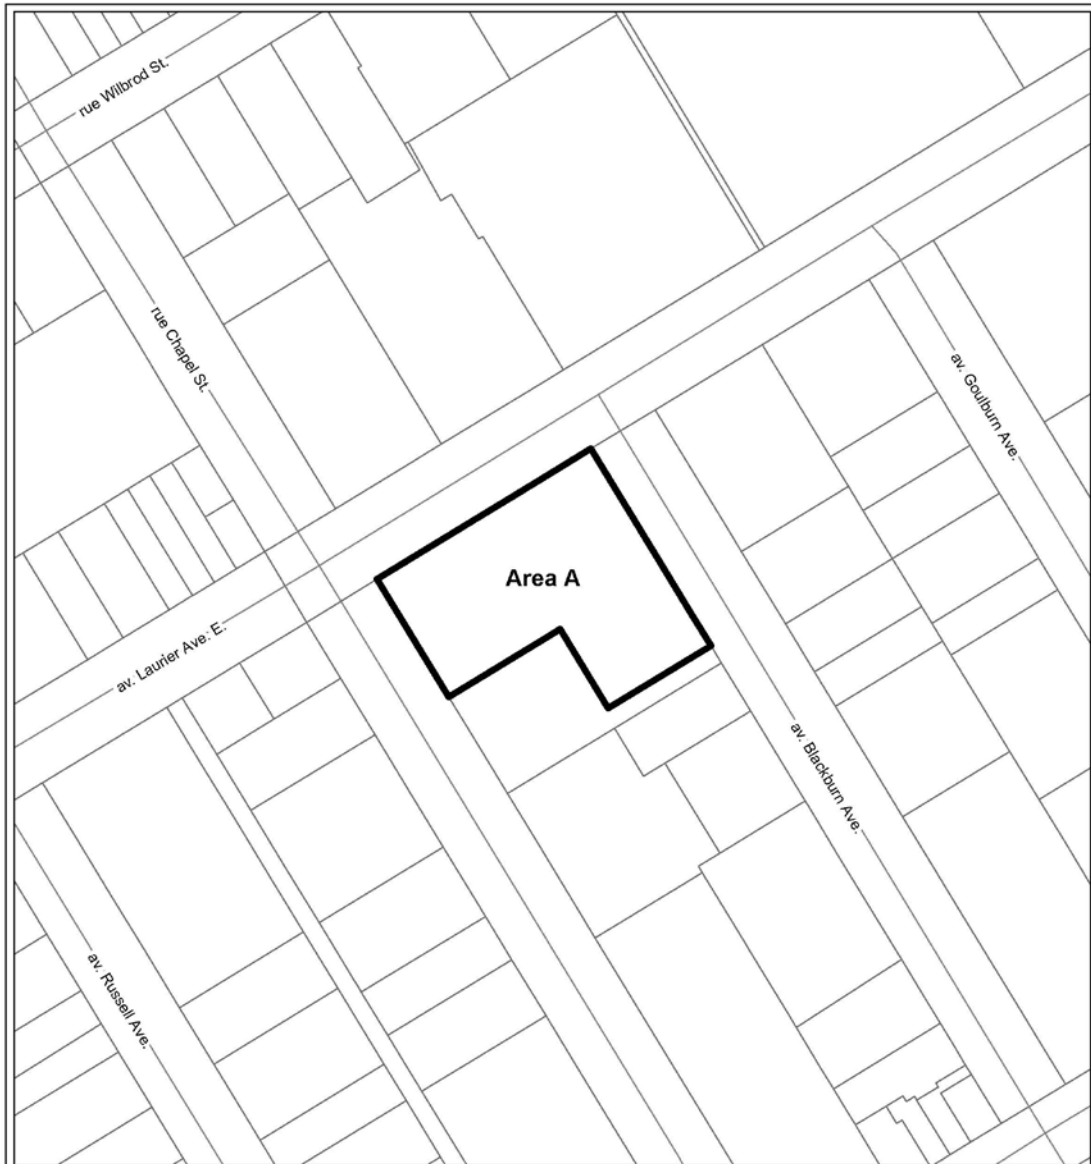 rue Wilbrod St.
rue Chapel St.
av. Goulburn Ave.
Area A
av. Laurier Ave. E.
av. Blackburn Ave.
av. Russell Ave.